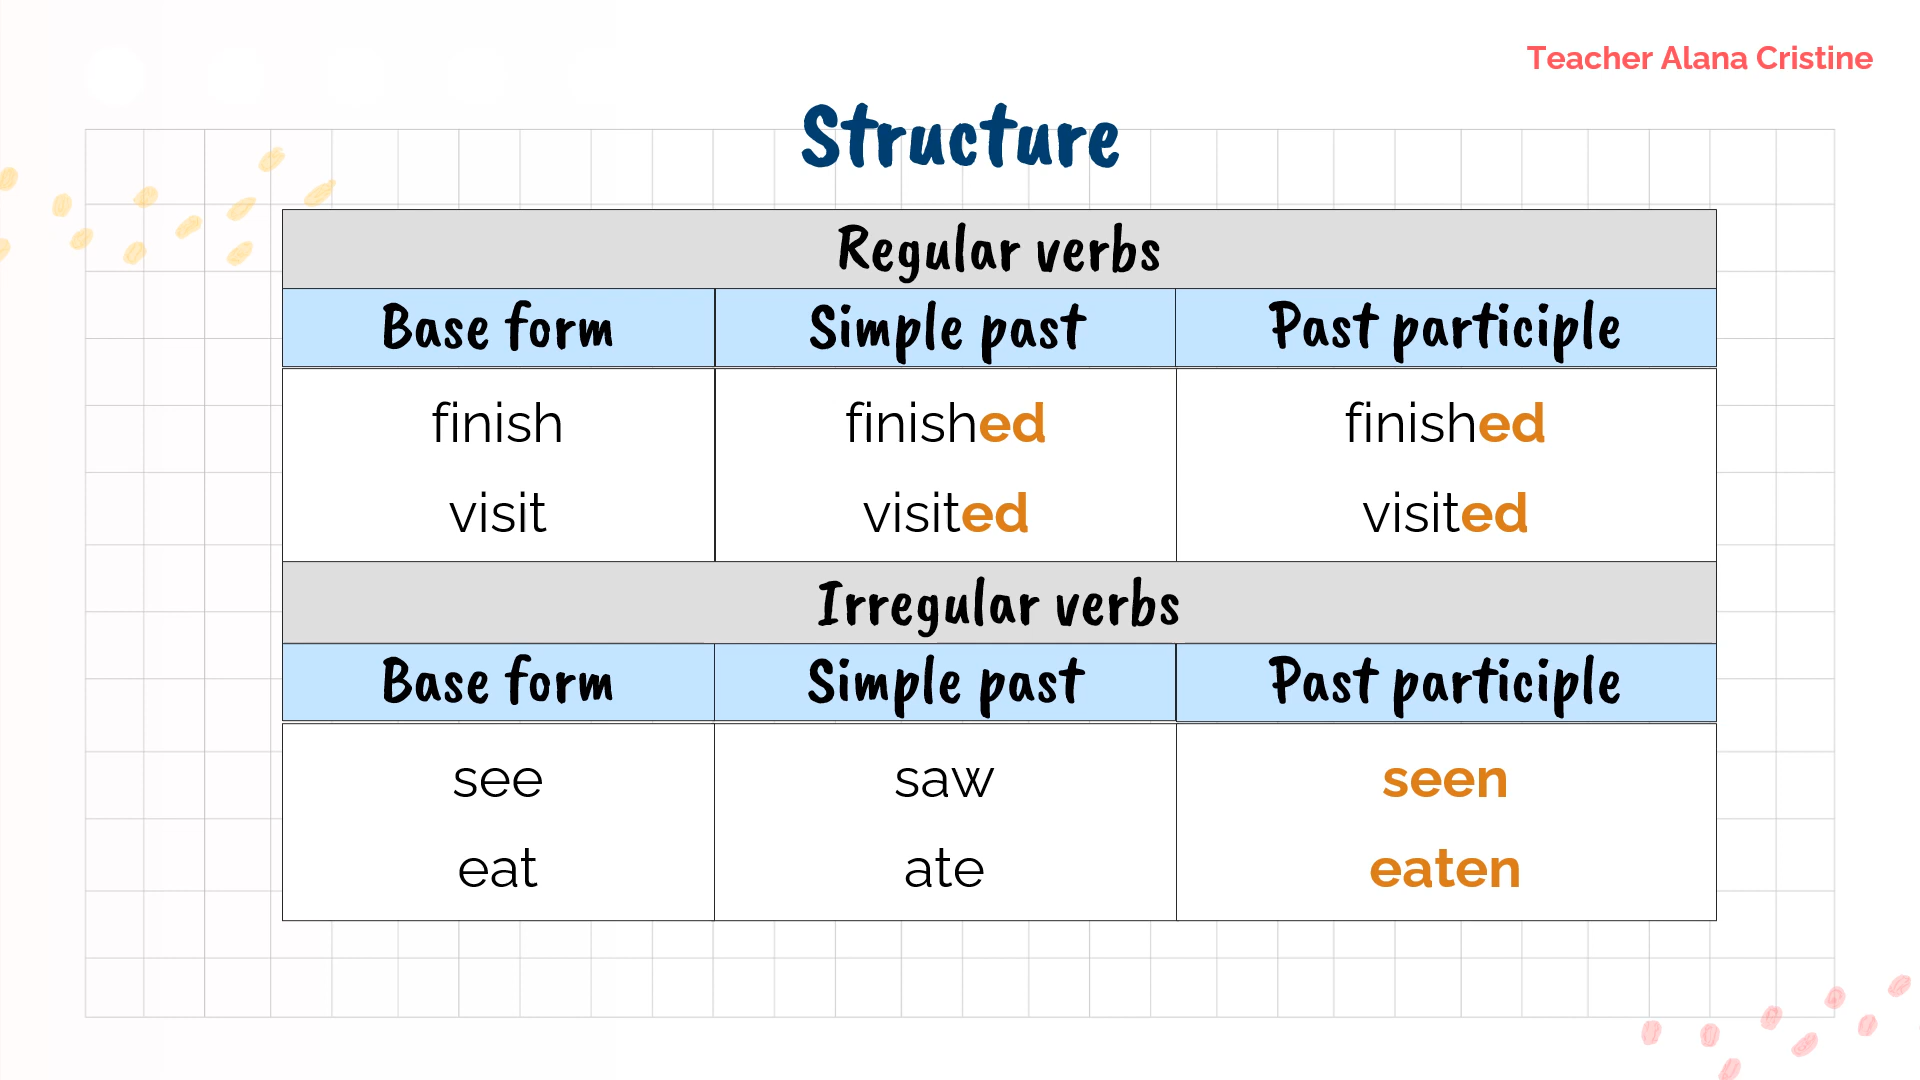 Teacher Alana Cristine
Structure
Regular verbs
Base form Simple past Past participle
finish finished finished
visit visited visited
Irregular verbs
Base form Simple past Past participle
see saw seen
eat ate eaten